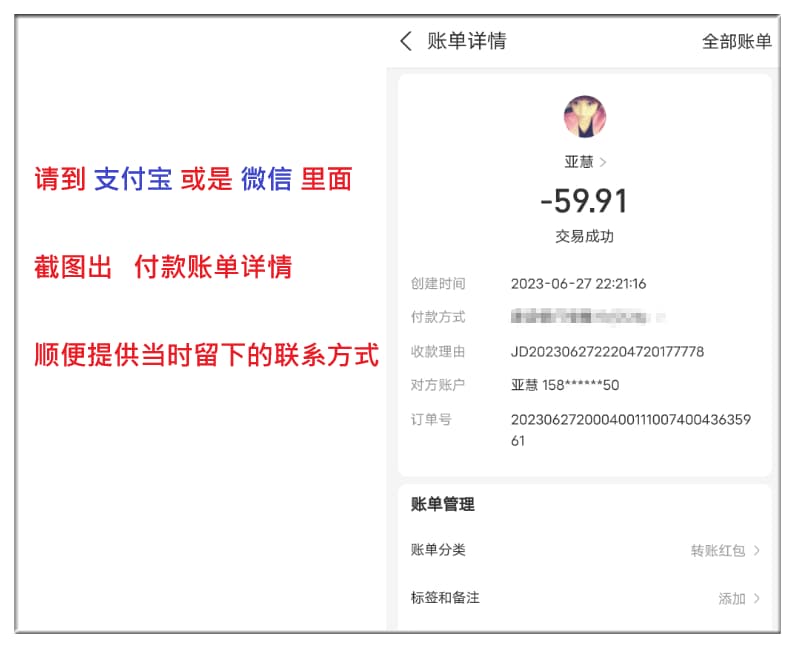 请到 支付宝 或是 微信 里面
截图出 付款账单详情
顺便提供当时留下的联系方式
账单详情 全部账单
亚慧
-59.91
交易成功
创建时间 2023-06-27 22:21:16
付款方式
收款理由 JD2023062722204720177778
对方账户 亚慧 158******50
订单号 20230627200040011100740043635961
账单管理
账单分类 转账红包
标签和备注 添加